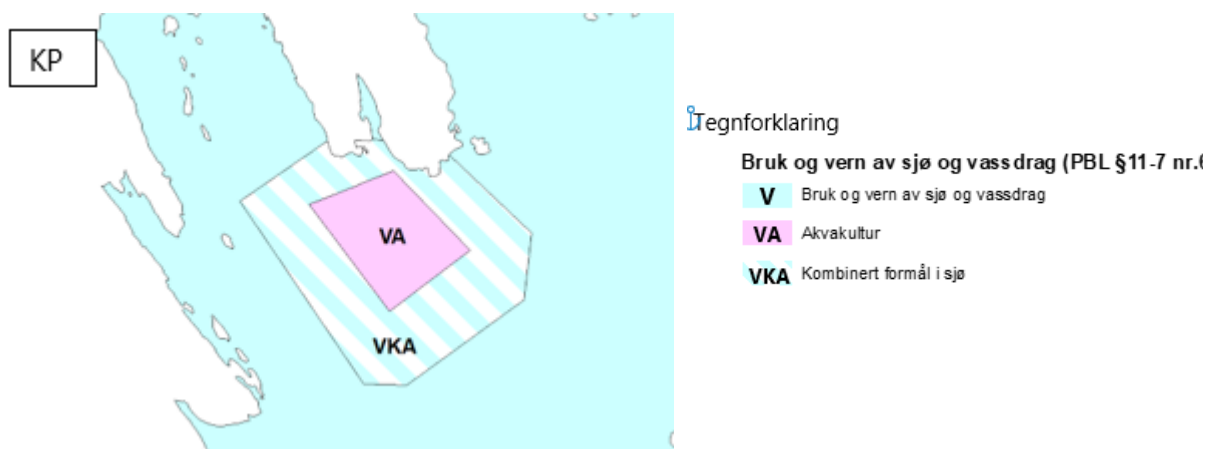 KP
VA
VKA
Tegnforklaring
Bruk og vern av sjø og vassdrag (PBL §11-7 nr.6
V Bruk og vern av sjø og vassdrag
VA Akvakultur
VKA Kombinert formål i sjø